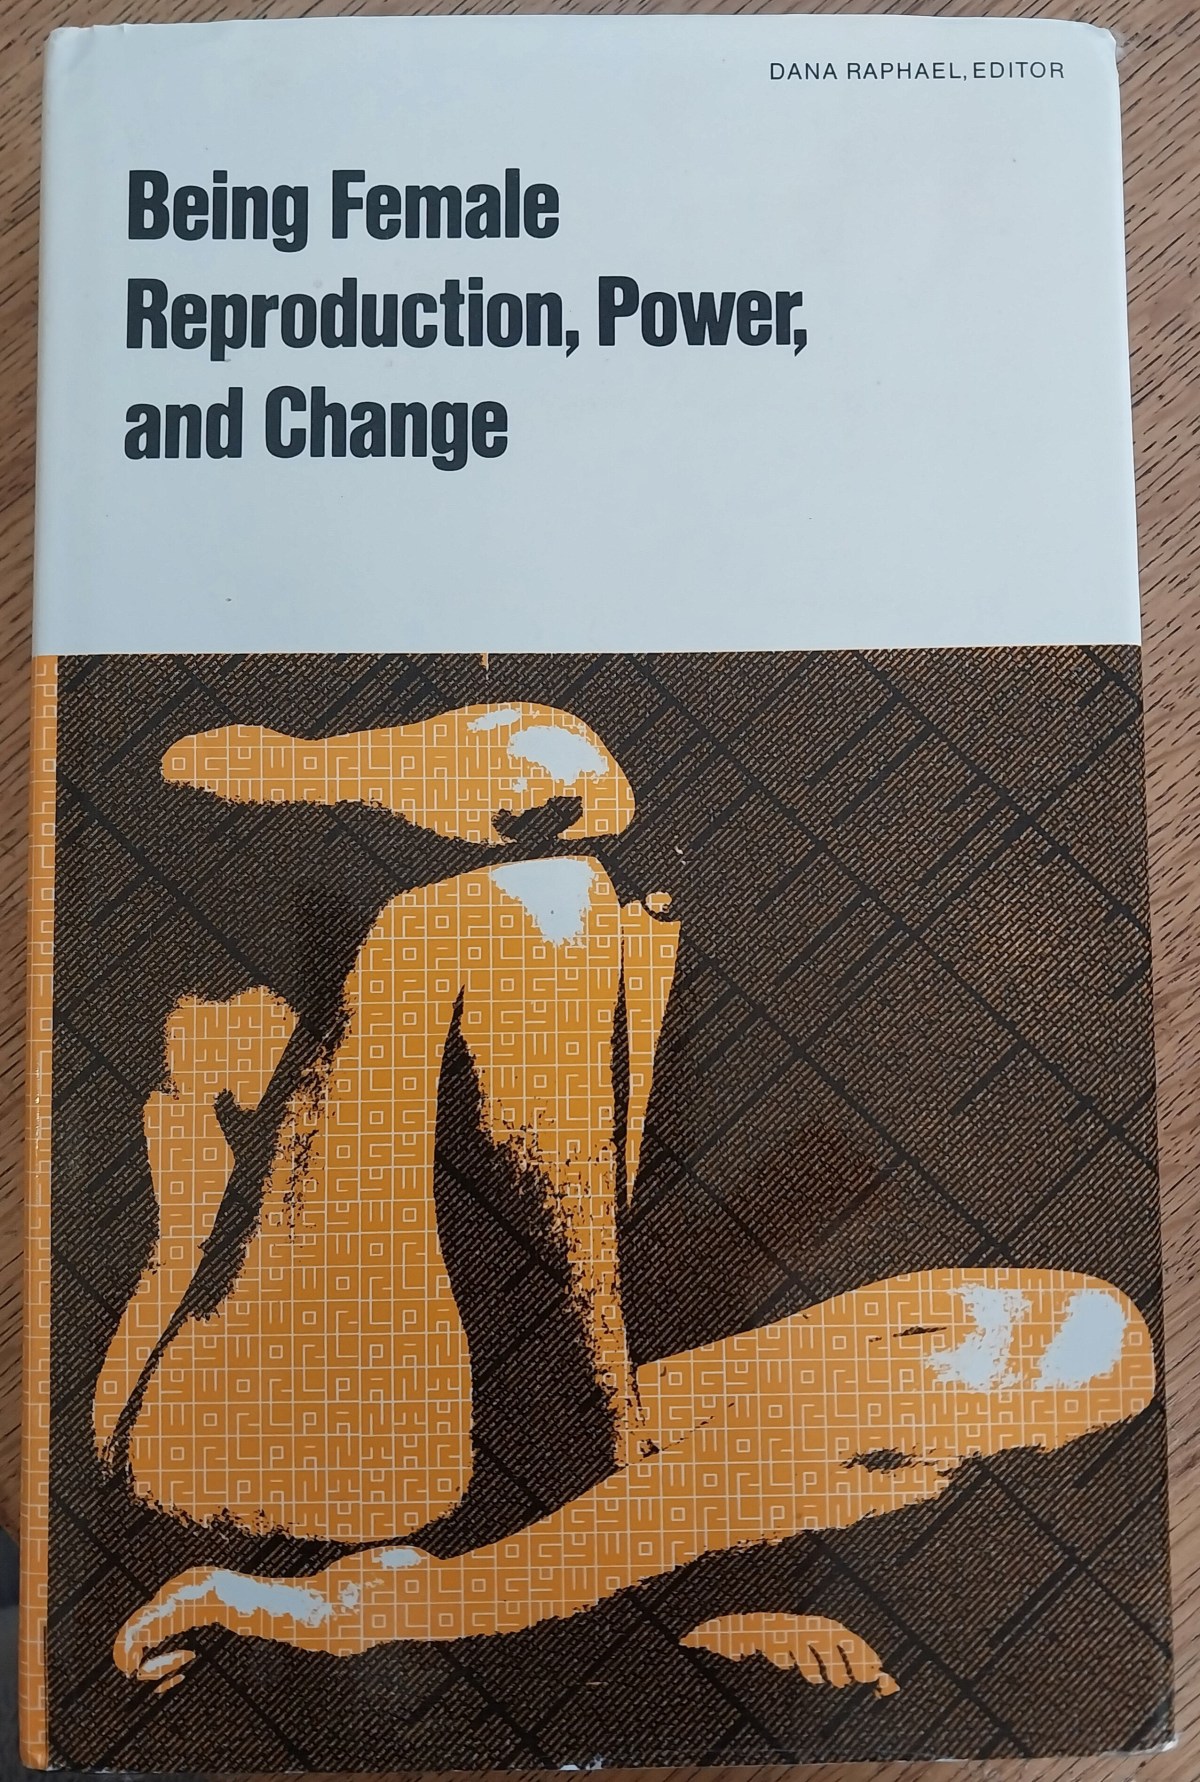 DANA RAPHAEL, EDITOR
Being Female
Reproduction, Power,
and Change